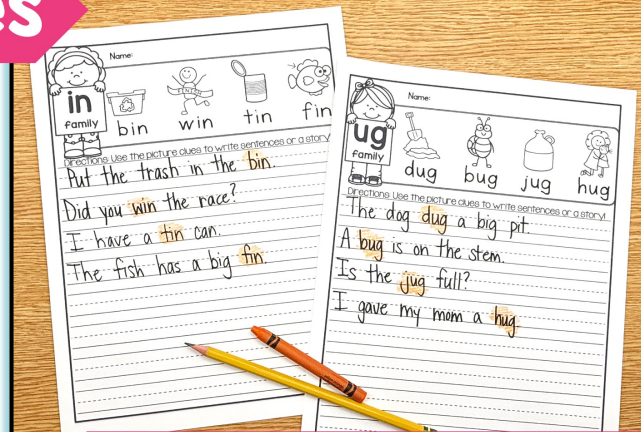 es
Name:
in
family
bin win tin fin
Directions: Use the picture clues to write sentences or a story!
Put the trash in the bin.
Did you win the race?
I have a tin can.
The fish has a big fin.
Name:
ug
family
dug bug jug hug
Directions: Use the picture clues to write sentences or a story!
The dog dug a big pit.
A bug is on the stem.
Is the jug full?
I gave my mom a hug.